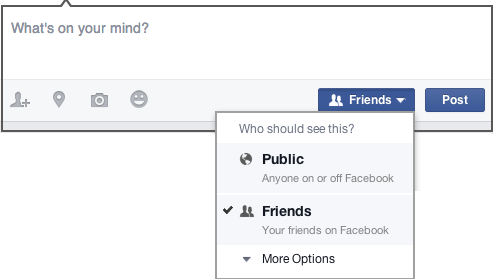 What's on your mind?
Friends Post
Who should see this?
Public
Anyone on or off Facebook
Friends
Your friends on Facebook
More Options